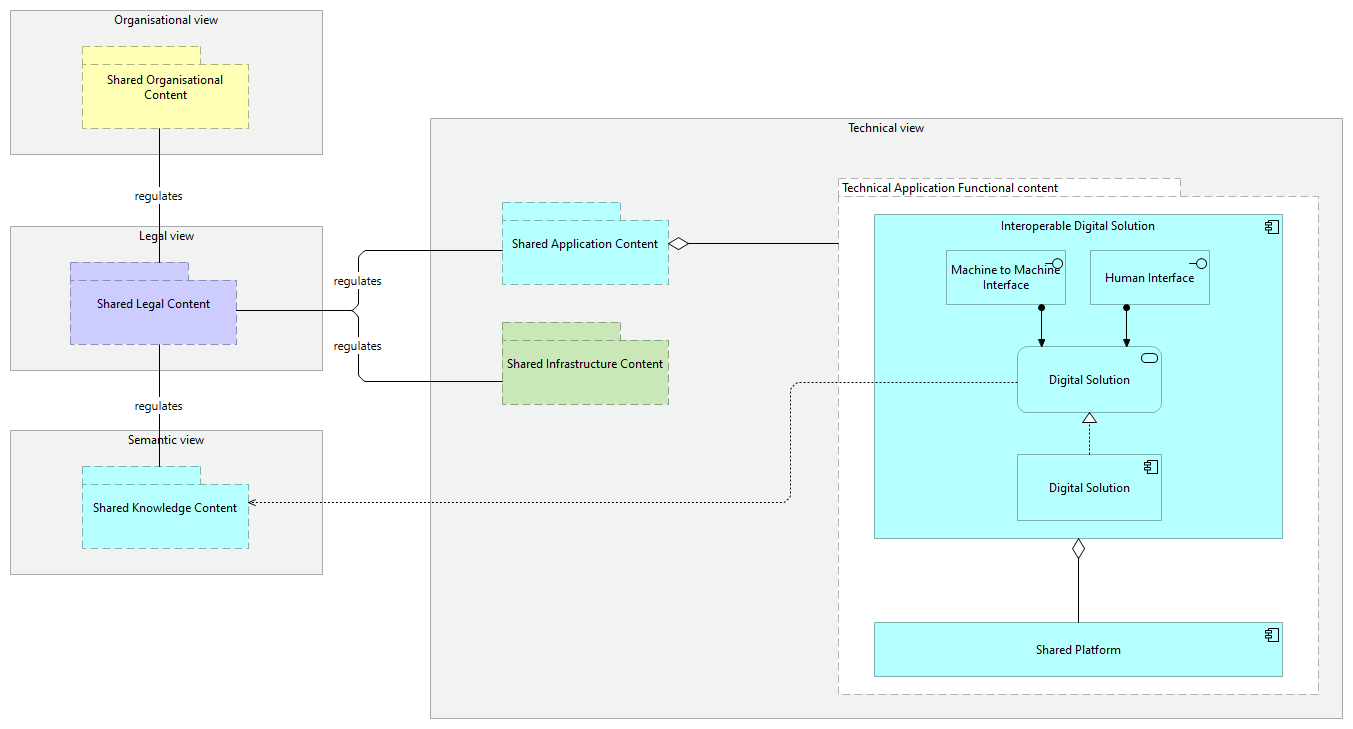 Organisational view
Shared Organisational
Content
regulates
Legal view
Shared Legal Content
regulates
regulates
regulates
Semantic view
Shared Knowledge Content
Technical view
Shared Application Content
Shared Infrastructure Content
Technical Application Functional content
Interoperable Digital Solution
Machine to Machine
Interface
Human Interface
Digital Solution
Digital Solution
Shared Platform